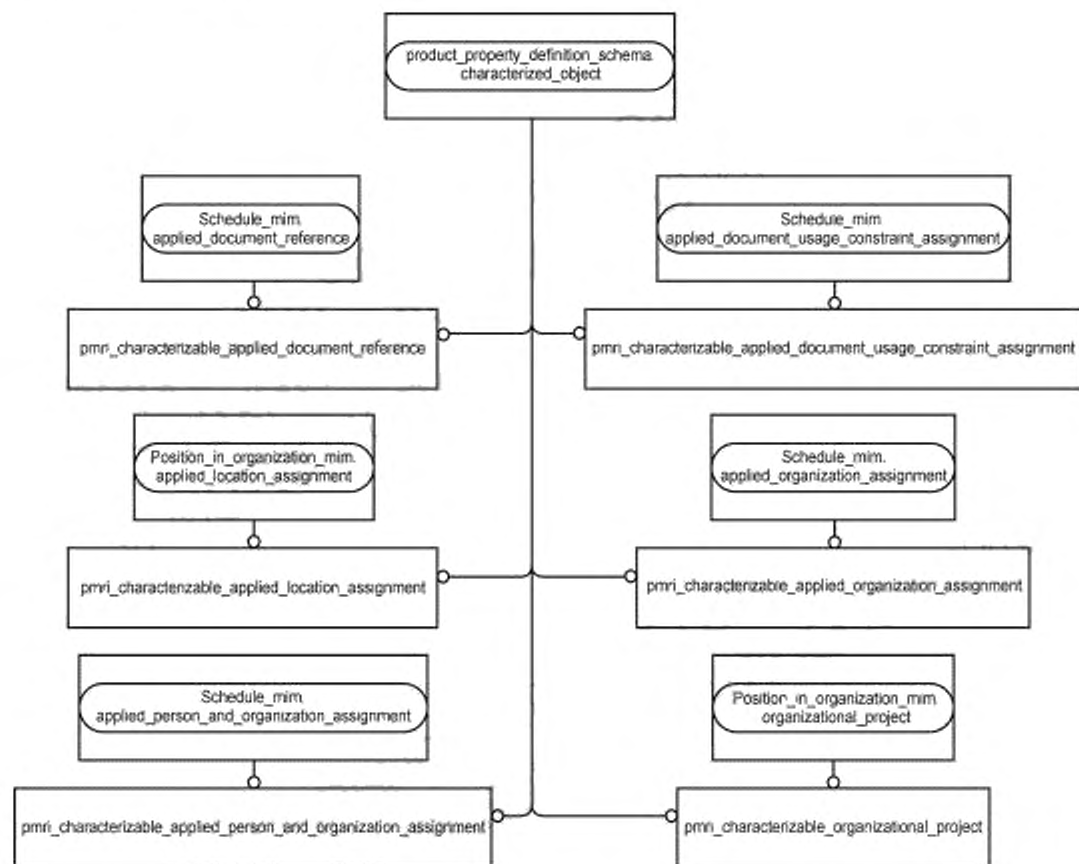 product_property_definition_schema.
characterized_object
Schedule_mim.
applied_document_reference
Schedule_mim
applied_document_usage_constraint_assignment
pmri_characterizable_applied_document_reference
pmri_characterizable_applied_document_usage_constraint_assignment
Position_in_organization_mim.
applied_location_assignment
Schedule_mim.
applied_organization_assignment
pmri_characterizable_applied_location_assignment
pmri_characterizable_applied_organization_assignment
Schedule_mim.
applied_person_and_organization_assignment
Position_in_organization_mim.
organizational_project
pmri_characterizable_applied_person_and_organization_assignment
pmri_characterizable_organizational_project